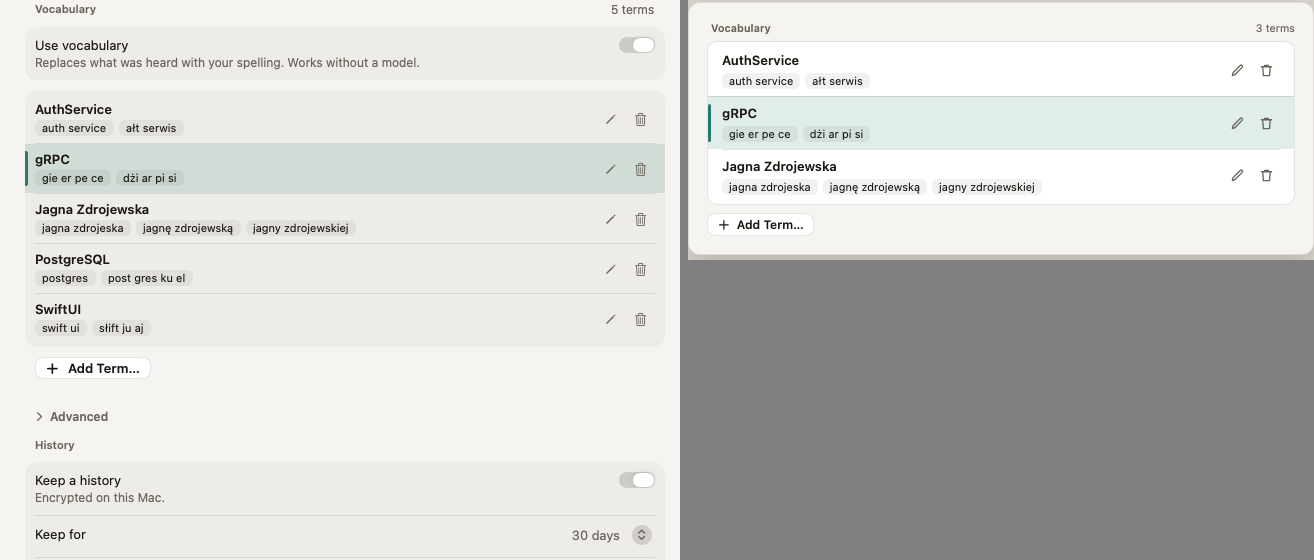 Vocabulary
5 terms
Use vocabulary
Replaces what was heard with your spelling. Works without a model.
AuthService
auth service
ałt serwis
gRPC
gie er pe ce
dżi ar pi si
Jagna Zdrojewska
jagna zdrojeska
jagnę zdrojewską
jagny zdrojewskiej
PostgreSQL
postgres
post gres ku el
SwiftUI
swift ui
słift ju aj
+ Add Term...
Advanced
History
Keep a history
Encrypted on this Mac.
Keep for
30 days
Vocabulary
3 terms
AuthService
auth service
ałt serwis
gRPC
gie er pe ce
dżi ar pi si
Jagna Zdrojewska
jagna zdrojeska
jagnę zdrojewską
jagny zdrojewskiej
+ Add Term...